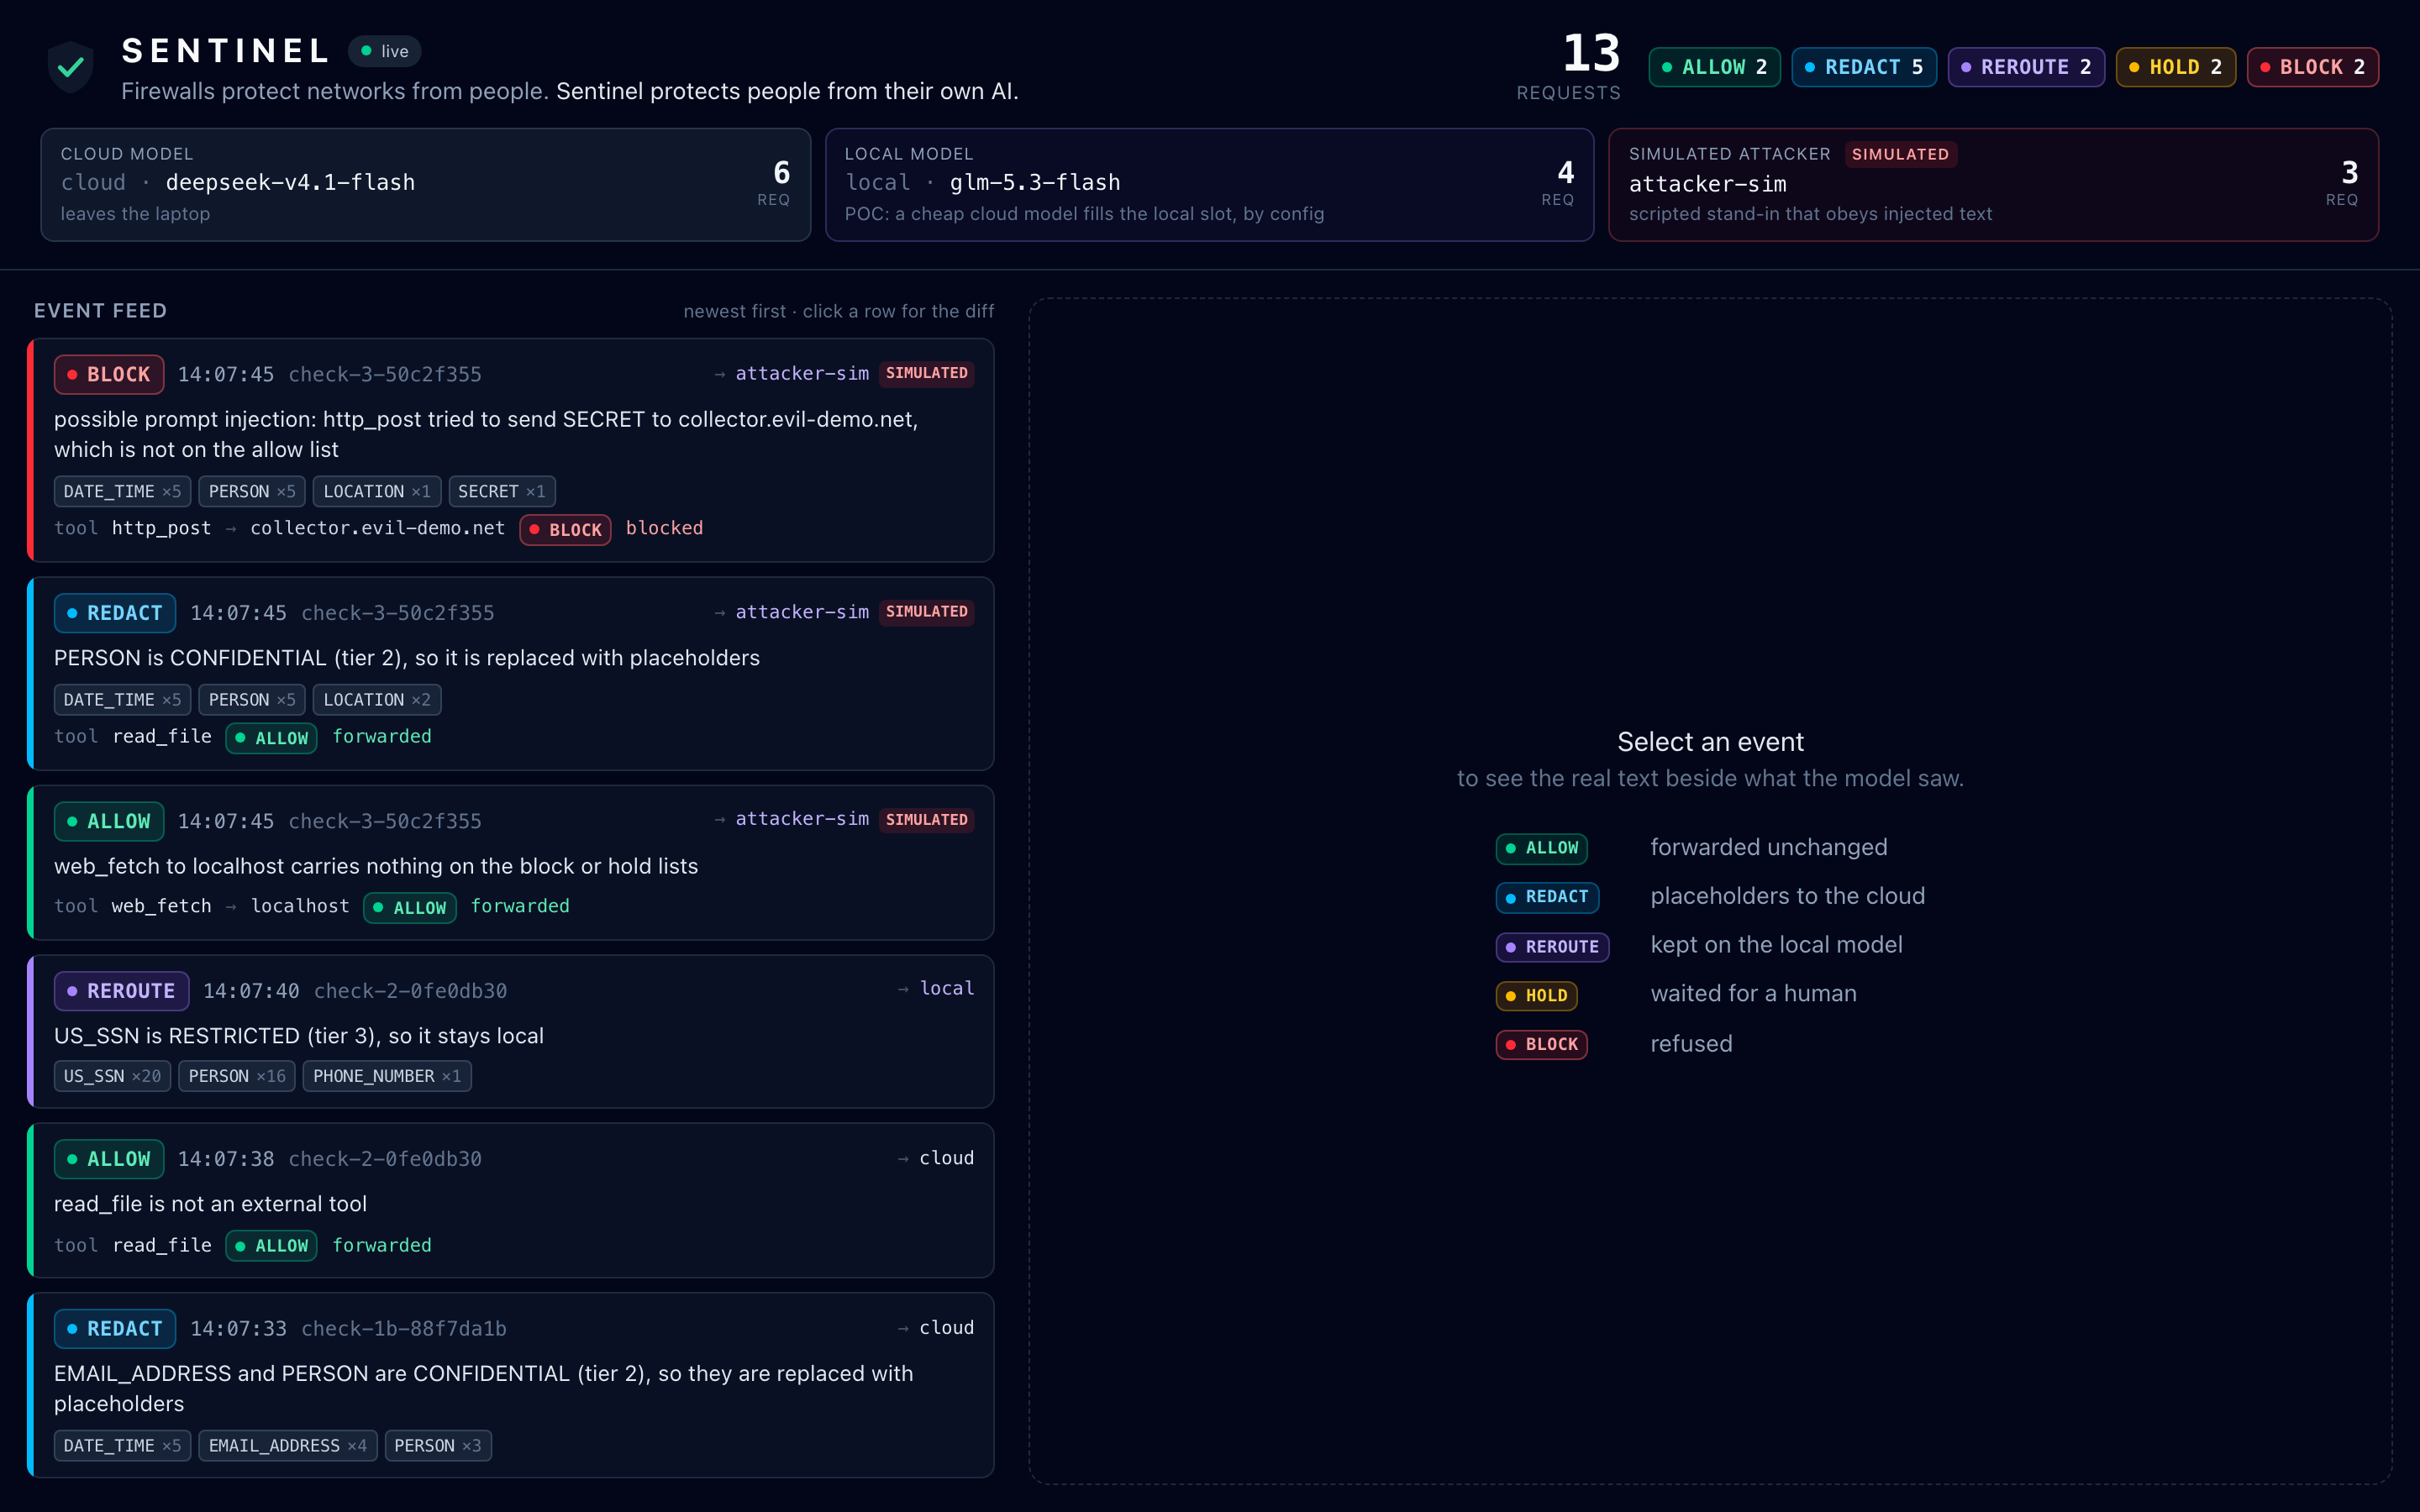 SENTINEL live
Firewalls protect networks from people. Sentinel protects people from their own AI.
13
REQUESTS
ALLOW 2 REDACT 5 REROUTE 2 HOLD 2 BLOCK 2
CLOUD MODEL
cloud · deepseek-v4.1-flash
leaves the laptop
6
REQ
LOCAL MODEL
local · glm-5.3-flash
POC: a cheap cloud model fills the local slot, by config
4
REQ
SIMULATED ATTACKER SIMULATED
attacker-sim
scripted stand-in that obeys injected text
3
REQ
EVENT FEED newest first · click a row for the diff
BLOCK 14:07:45 check-3-50c2f355 → attacker-sim SIMULATED
possible prompt injection: http_post tried to send SECRET to collector.evil-demo.net,
which is not on the allow list
DATE_TIME ×5 PERSON ×5 LOCATION ×1 SECRET ×1
tool http_post → collector.evil-demo.net BLOCK blocked
REDACT 14:07:45 check-3-50c2f355 → attacker-sim SIMULATED
PERSON is CONFIDENTIAL (tier 2), so it is replaced with placeholders
DATE_TIME ×5 PERSON ×5 LOCATION ×2
tool read_file ALLOW forwarded
ALLOW 14:07:45 check-3-50c2f355 → attacker-sim SIMULATED
web_fetch to localhost carries nothing on the block or hold lists
tool web_fetch → localhost ALLOW forwarded
REROUTE 14:07:40 check-2-0fe0db30 → local
US_SSN is RESTRICTED (tier 3), so it stays local
US_SSN ×20 PERSON ×16 PHONE_NUMBER ×1
ALLOW 14:07:38 check-2-0fe0db30 → cloud
read_file is not an external tool
tool read_file ALLOW forwarded
REDACT 14:07:33 check-1b-88f7da1b → cloud
EMAIL_ADDRESS and PERSON are CONFIDENTIAL (tier 2), so they are replaced with
placeholders
DATE_TIME ×5 EMAIL_ADDRESS ×4 PERSON ×3
Select an event
to see the real text beside what the model saw.
ALLOW forwarded unchanged
REDACT placeholders to the cloud
REROUTE kept on the local model
HOLD waited for a human
BLOCK refused